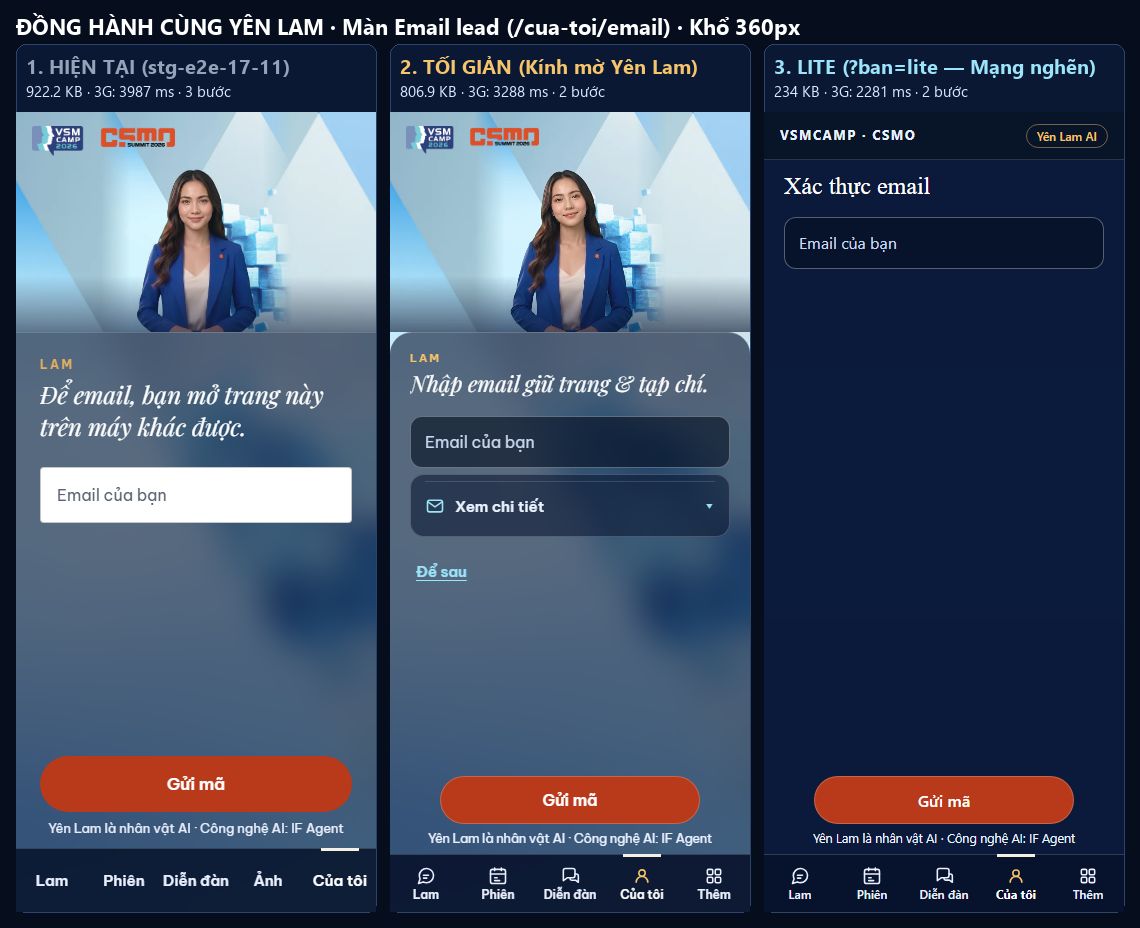 ĐỒNG HÀNH CÙNG YÊN LAM · Màn Email lead (/cua-toi/email) · Khổ 360px
1. HIỆN TẠI (stg-e2e-17-11)
922.2 KB · 3G: 3987 ms · 3 bước
VSM
CAMP
2026
CSMO
SUMMIT 2026
LAM
Để email, bạn mở trang này
trên máy khác được.
Email của bạn
Gửi mã
Yên Lam là nhân vật AI · Công nghệ AI: IF Agent
Lam Phiên Diễn đàn Ảnh Của tôi
2. TỐI GIẢN (Kính mờ Yên Lam)
806.9 KB · 3G: 3288 ms · 2 bước
VSM
CAMP
2026
CSMO
SUMMIT 2026
LAM
Nhập email giữ trang & tạp chí.
Email của bạn
Xem chi tiết
Để sau
Gửi mã
Yên Lam là nhân vật AI · Công nghệ AI: IF Agent
Lam Phiên Diễn đàn Của tôi Thêm
3. LITE (?ban=lite — Mạng nghẽn)
234 KB · 3G: 2281 ms · 2 bước
VSMCAMP · CSMO
Yên Lam AI
Xác thực email
Email của bạn
Gửi mã
Yên Lam là nhân vật AI · Công nghệ AI: IF Agent
Lam Phiên Diễn đàn Của tôi Thêm